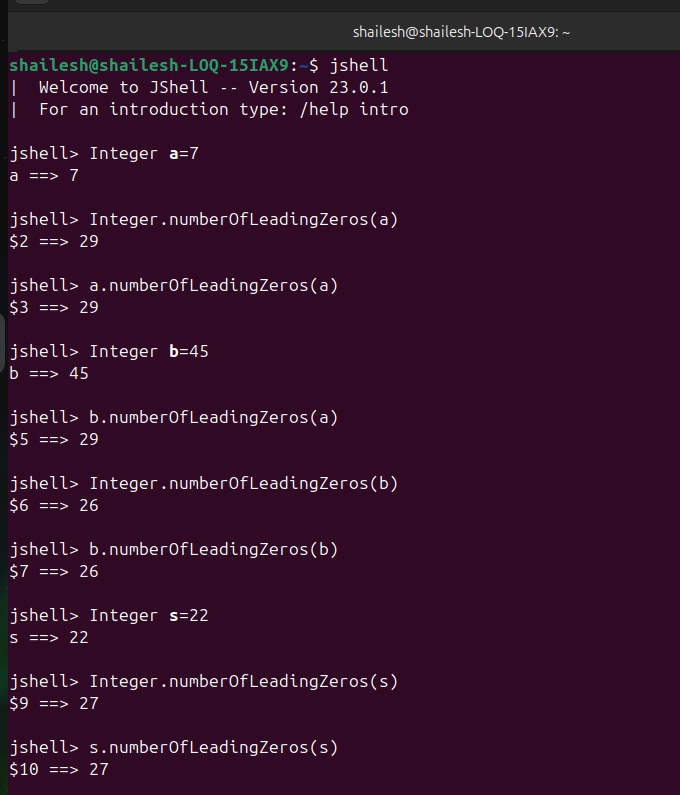 shailesh@shailesh-LOQ-15IAX9: ~
shailesh@shailesh-LOQ-15IAX9:~$ jshell
|  Welcome to JShell -- Version 23.0.1
|  For an introduction type: /help intro
jshell> Integer a=7
a ==> 7
jshell> Integer.numberOfLeadingZeros(a)
$2 ==> 29
jshell> a.numberOfLeadingZeros(a)
$3 ==> 29
jshell> Integer b=45
b ==> 45
jshell> b.numberOfLeadingZeros(a)
$5 ==> 29
jshell> Integer.numberOfLeadingZeros(b)
$6 ==> 26
jshell> b.numberOfLeadingZeros(b)
$7 ==> 26
jshell> Integer s=22
s ==> 22
jshell> Integer.numberOfLeadingZeros(s)
$9 ==> 27
jshell> s.numberOfLeadingZeros(s)
$10 ==> 27